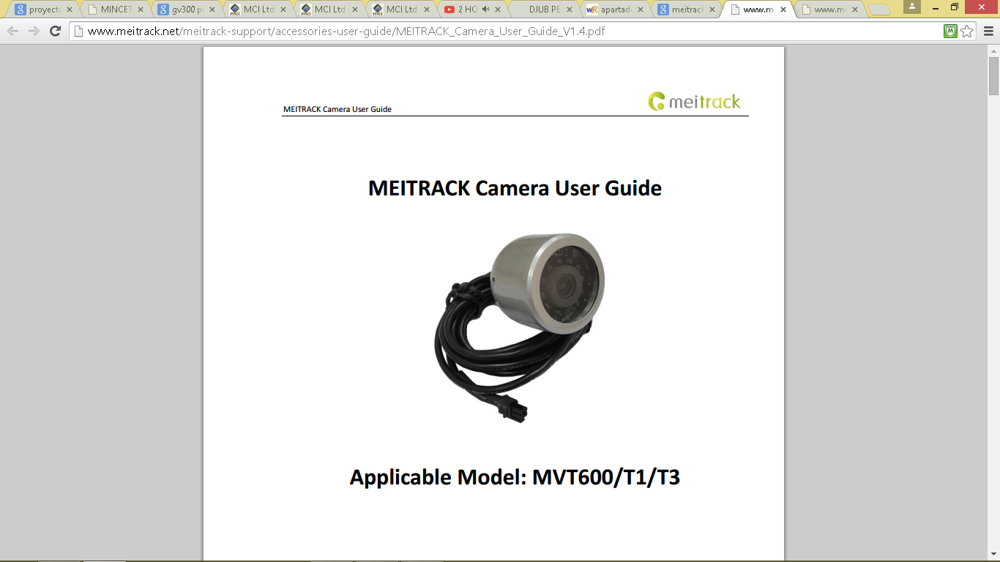 proyecto
MINCET
gv300 p
MCI Ltd
MCI Ltd
MCI Ltd
2 HO
DJUB PE
apartad
meitrack
www.m
www.m
www.meitrack.net/meitrack-support/accessories-user-guide/MEITRACK_Camera_User_Guide_V1.4.pdf
MEITRACK Camera User Guide
meitrack
MEITRACK Camera User Guide
Applicable Model: MVT600/T1/T3